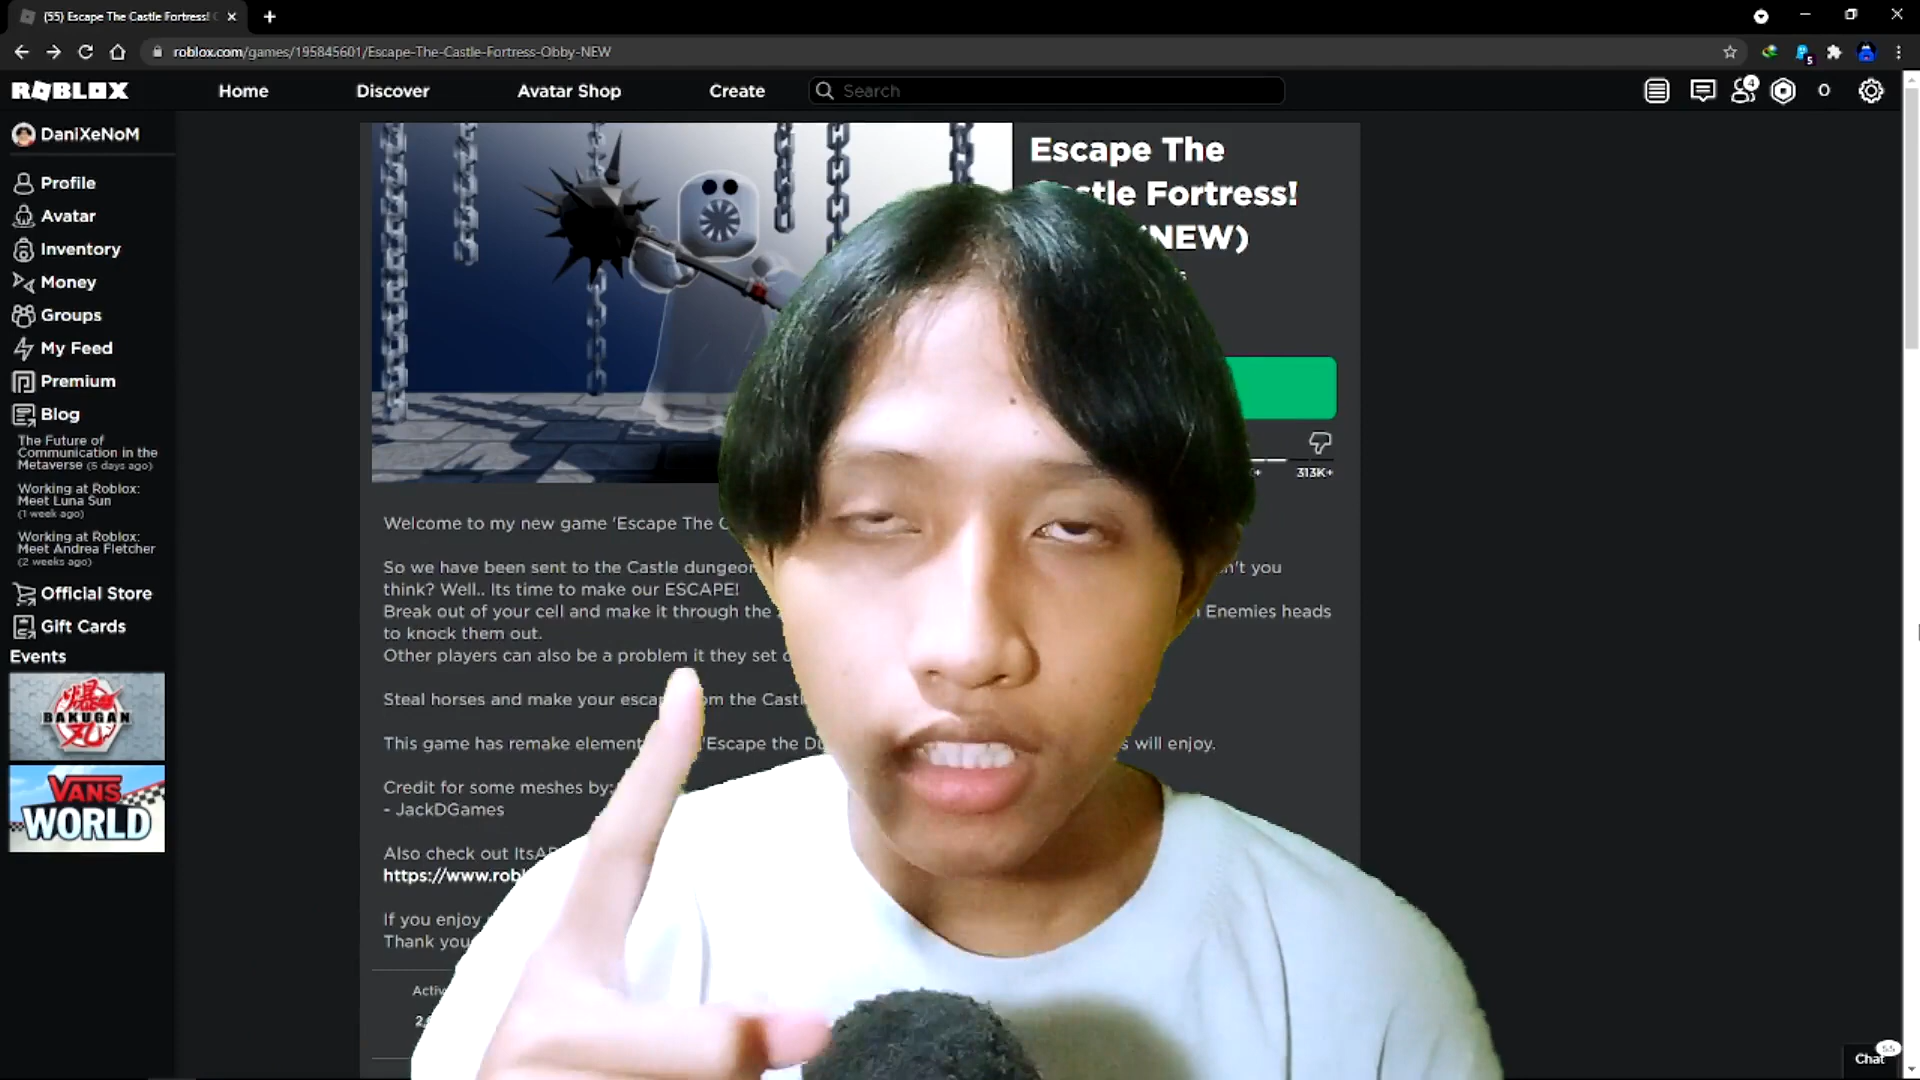 (55) Escape The Castle Fortress!
roblox.com/games/195845601/Escape-The-Castle-Fortress-Obby-NEW
5
ROBLOX
Home
Discover
Avatar Shop
Create
Search
4
0
DaniXeNoM
Profile
Avatar
Inventory
Money
Groups
My Feed
Premium
Blog
The Future of
Communication in the
Metaverse (5 days ago)
Working at Roblox:
Meet Luna Sun
(1 week ago)
Working at Roblox:
Meet Andrea Fletcher
(2 weeks ago)
Official Store
Gift Cards
Events
爆
BAKUGAN
丸
VANS
WORLD
Escape The
Fortress!
(NEW)
313K+
Welcome to my new game 'Escape The
So we have been sent to the Castle dungeon you
think? Well.. Its time to make our ESCAPE!
Break out of your cell and make it through the Enemies heads
to knock them out.
Other players can also be a problem it they set
Steal horses and make your the
This game has remake 'Escape the will enjoy.
Credit for some meshes by:
- JackDGames
Also check out
https://www.
If you enjoy
Thank you
Chat
55